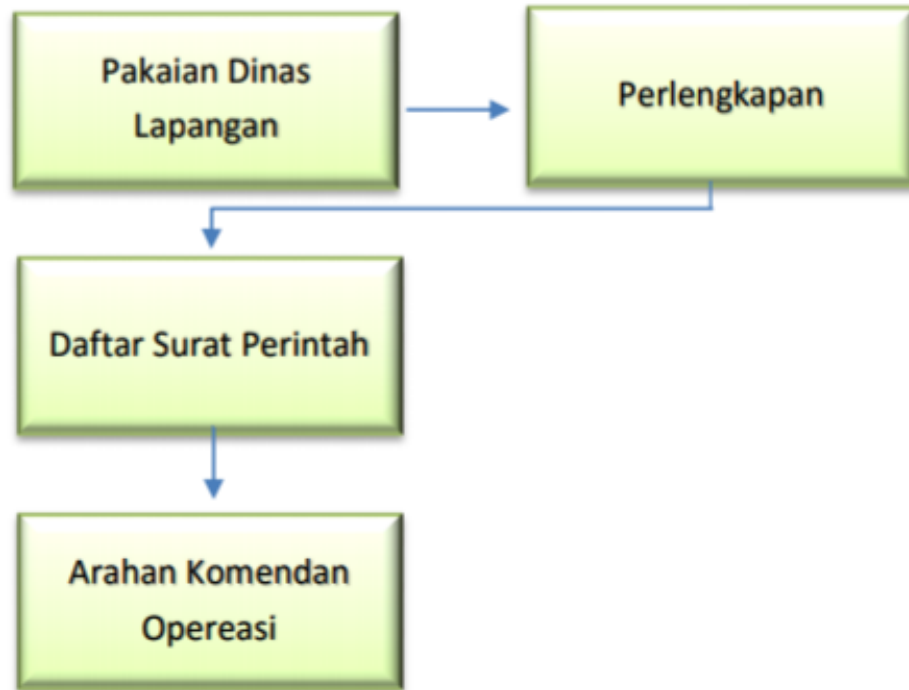 Pakaian Dinas
Lapangan
Perlengkapan
Daftar Surat Perintah
Arahan Komendan
Opereasi